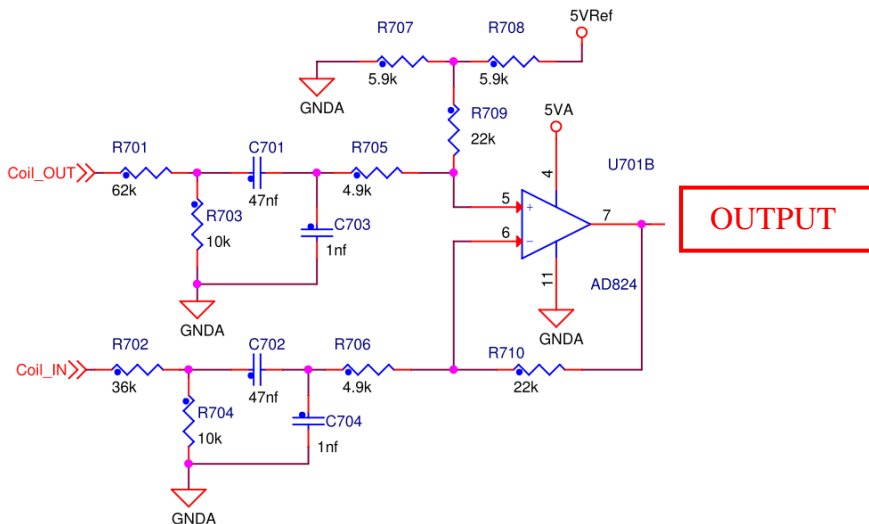 R707
R708
5VRef
5.9k
5.9k
GNDA
R709
22k
5VA
R701
C701
R705
U701B
Coil_OUT
62k
47nf
4.9k
4
R703
10k
C703
1nf
5
+
6
-
7
OUTPUT
11
AD824
GNDA
GNDA
R702
C702
R706
R710
Coil_IN
36k
47nf
4.9k
22k
R704
10k
C704
1nf
GNDA